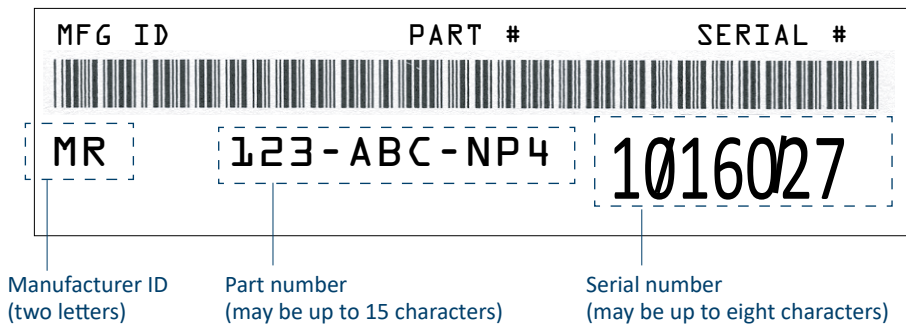 MFG ID PART # SERIAL #
MR 123-ABC-NP4 1016027
Manufacturer ID
(two letters)
Part number
(may be up to 15 characters)
Serial number
(may be up to eight characters)